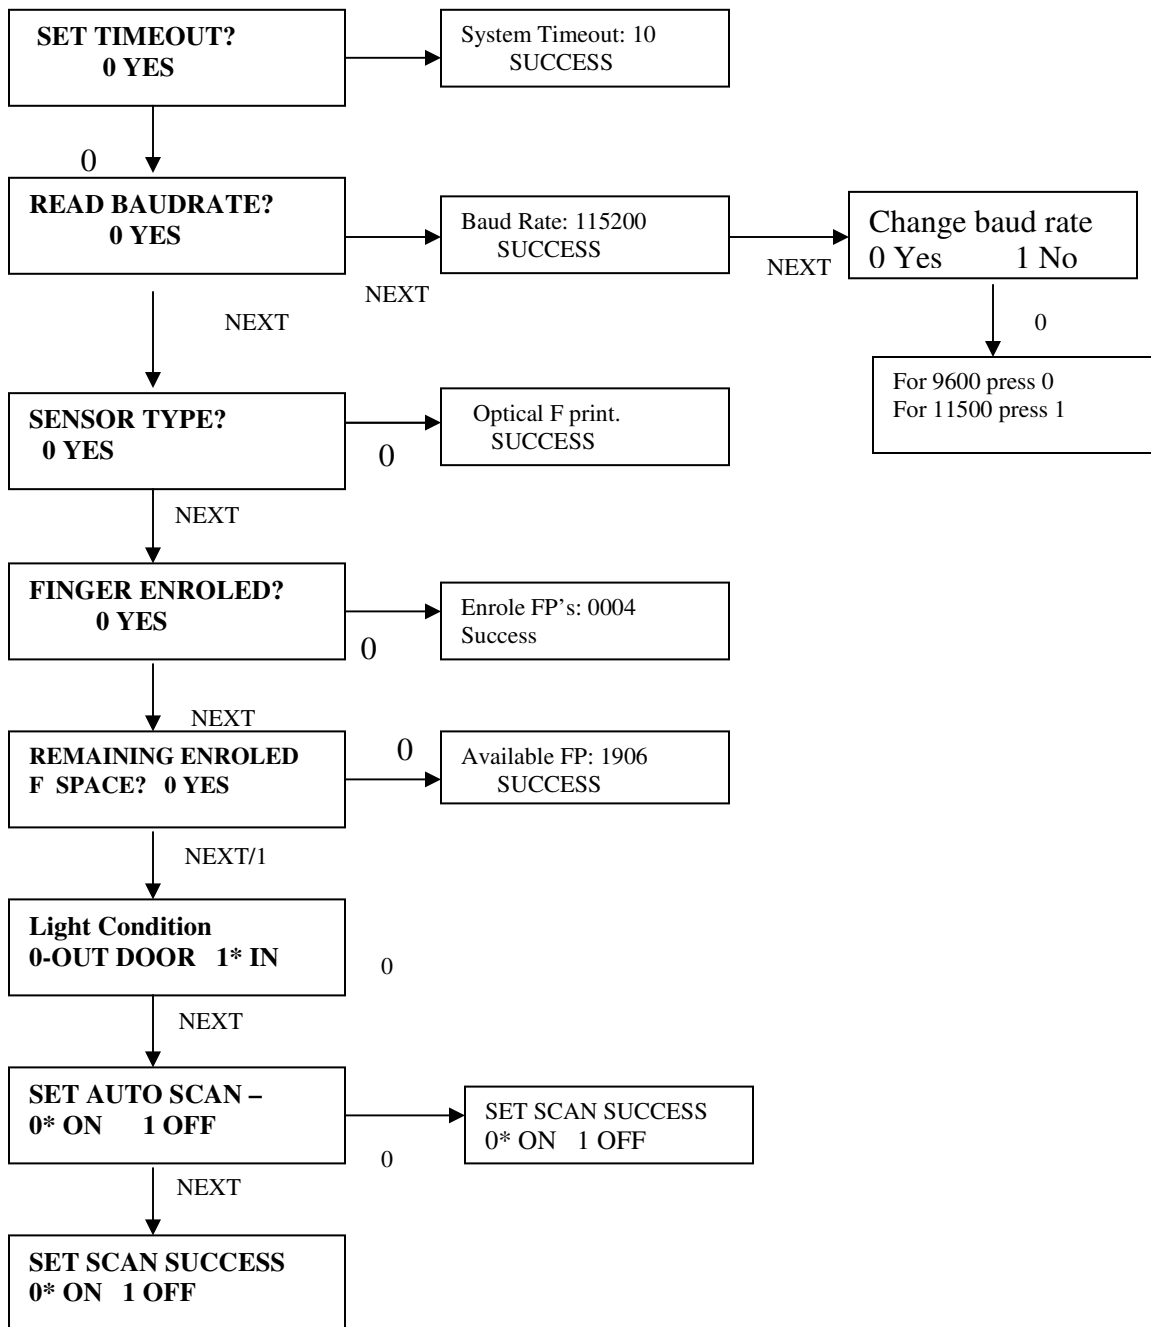 SET TIMEOUT?
0 YES
System Timeout: 10
SUCCESS
0
READ BAUDRATE?
0 YES
NEXT
Baud Rate: 115200
SUCCESS
NEXT
Change baud rate
0 Yes 1 No
0
For 9600 press 0
For 11500 press 1
NEXT
SENSOR TYPE?
0 YES
0
Optical F print.
SUCCESS
NEXT
FINGER ENROLED?
0 YES
0
Enrole FP's: 0004
Success
NEXT
REMAINING ENROLED
F SPACE? 0 YES
0
Available FP: 1906
SUCCESS
NEXT/1
Light Condition
0-OUT DOOR 1* IN
0
NEXT
SET AUTO SCAN –
0* ON 1 OFF
0
SET SCAN SUCCESS
0* ON 1 OFF
NEXT
SET SCAN SUCCESS
0* ON 1 OFF